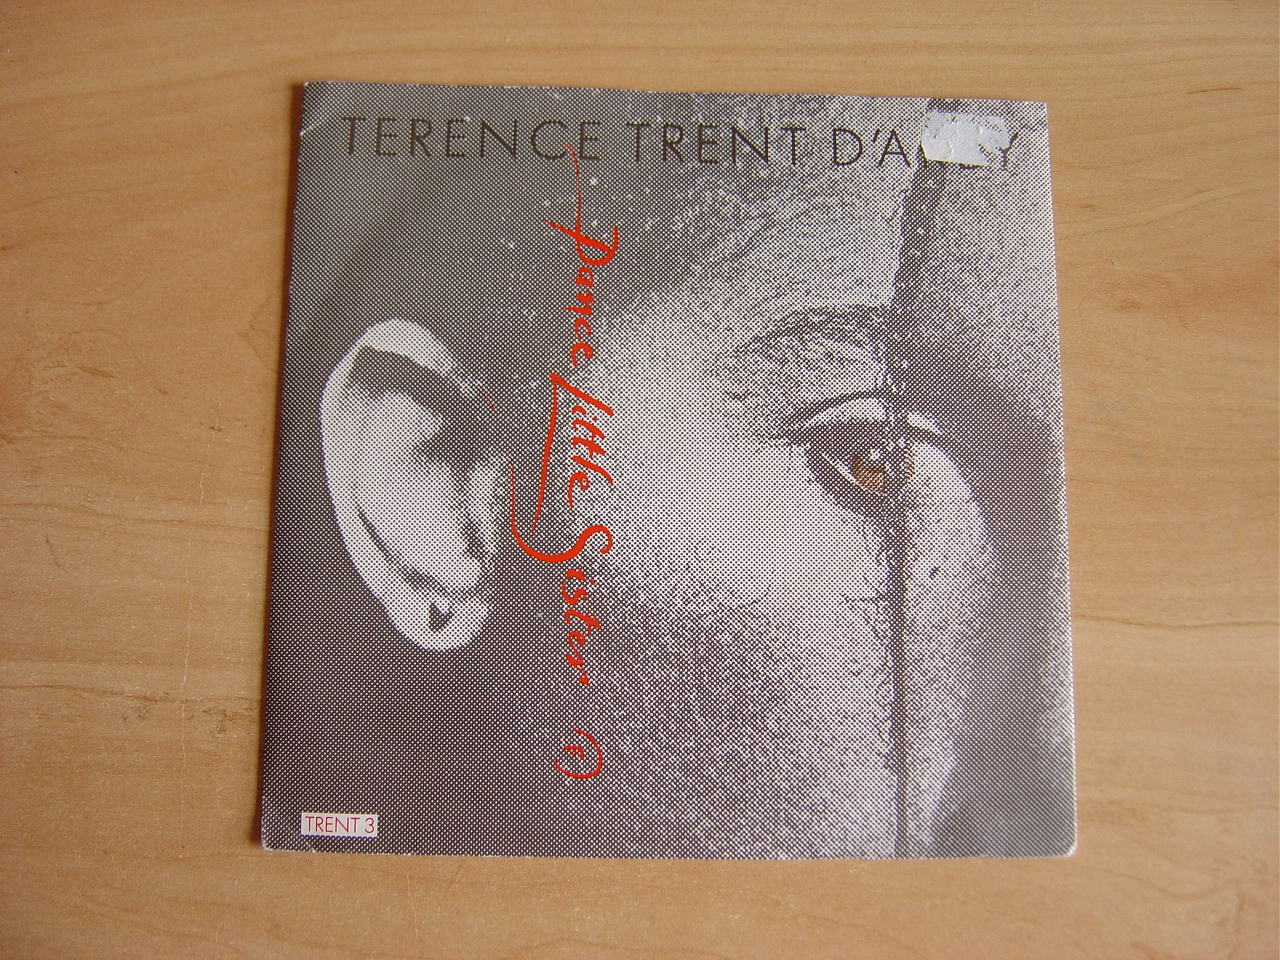 TERENCE TRENT D'A
Dance Little Sister
TRENT 3